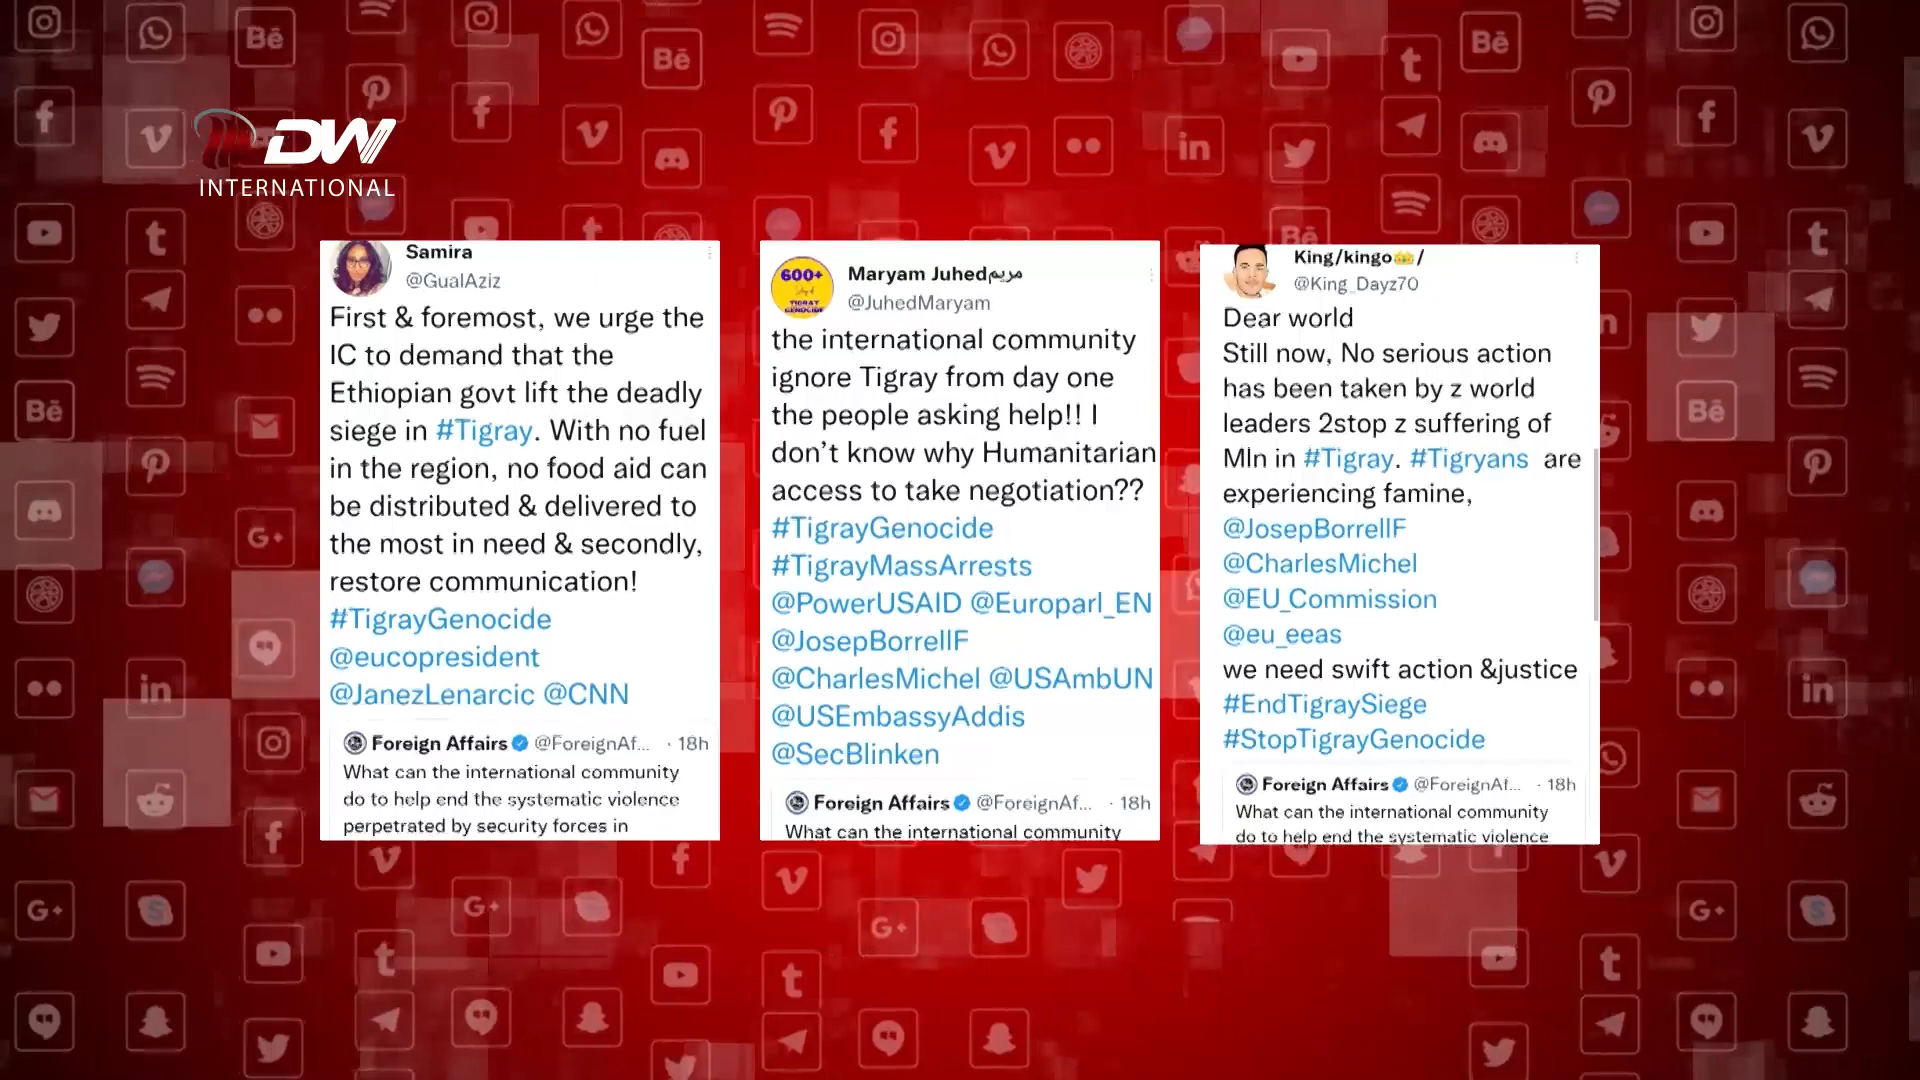 DW
INTERNATIONAL
Samira
@GualAziz
First & foremost, we urge the
IC to demand that the
Ethiopian govt lift the deadly
siege in #Tigray. With no fuel
in the region, no food aid can
be distributed & delivered to
the most in need & secondly,
restore communication!
#TigrayGenocide
@eucopresident
@JanezLenarcic @CNN
Foreign Affairs @ForeignAf... · 18h
What can the international community
do to help end the systematic violence
perpetrated by security forces in
600+
Days of
TIGRAY
GENOCIDE
Maryam Juhedمريم
@JuhedMaryam
the international community
ignore Tigray from day one
the people asking help!! I
don’t know why Humanitarian
access to take negotiation??
#TigrayGenocide
#TigrayMassArrests
@PowerUSAID @Europarl_EN
@JosepBorrellF
@CharlesMichel @USAmbUN
@USEmbassyAddis
@SecBlinken
Foreign Affairs @ForeignAf... · 18h
What can the international community
King/kingo👑/
@King_Dayz70
Dear world
Still now, No serious action
has been taken by z world
leaders 2stop z suffering of
Mln in #Tigray. #Tigryans are
experiencing famine,
@JosepBorrellF
@CharlesMichel
@EU_Commission
@eu_eeas
we need swift action &justice
#EndTigraySiege
#StopTigrayGenocide
Foreign Affairs @ForeignAf... · 18h
What can the international community
do to help end the systematic violence